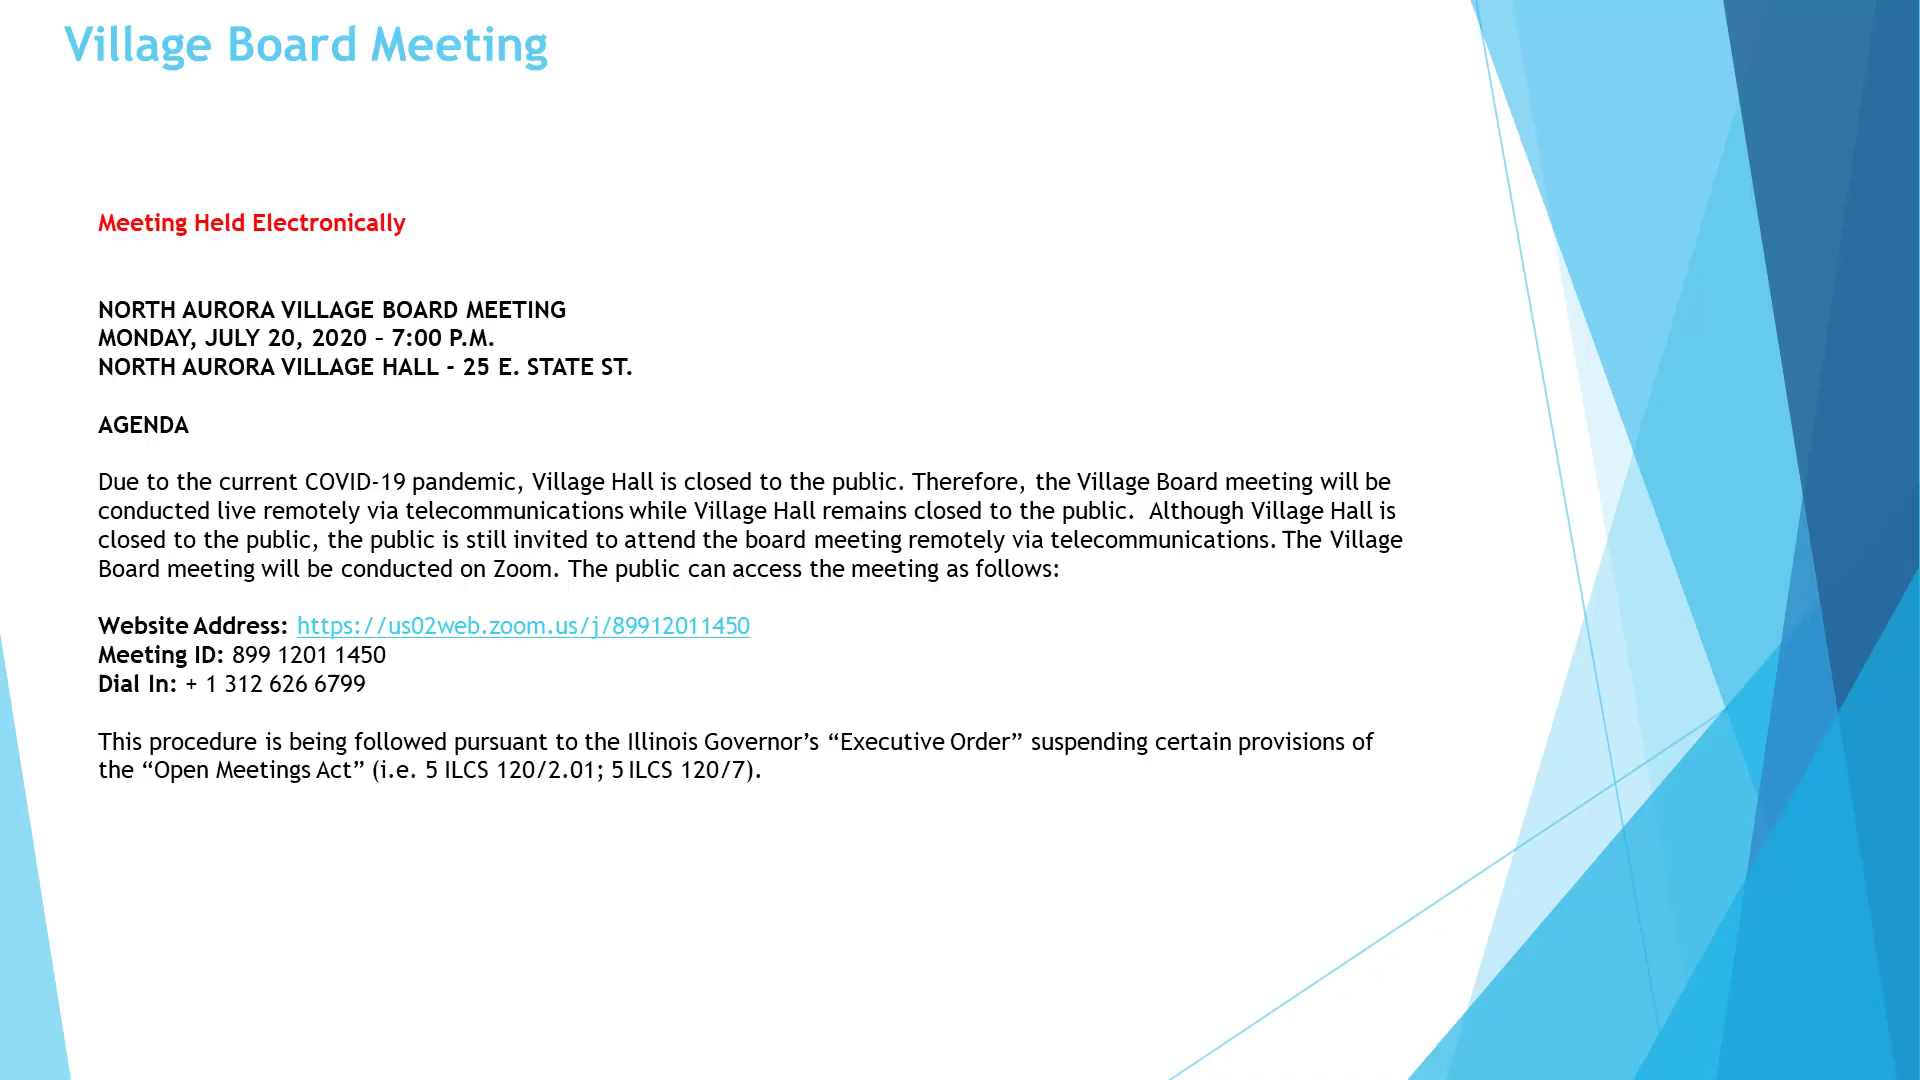 Village Board Meeting
Meeting Held Electronically
NORTH AURORA VILLAGE BOARD MEETING
MONDAY, JULY 20, 2020 – 7:00 P.M.
NORTH AURORA VILLAGE HALL - 25 E. STATE ST.
AGENDA
Due to the current COVID-19 pandemic, Village Hall is closed to the public. Therefore, the Village Board meeting will be
conducted live remotely via telecommunications while Village Hall remains closed to the public.  Although Village Hall is
closed to the public, the public is still invited to attend the board meeting remotely via telecommunications. The Village
Board meeting will be conducted on Zoom. The public can access the meeting as follows:
Website Address: https://us02web.zoom.us/j/89912011450
Meeting ID: 899 1201 1450
Dial In: + 1 312 626 6799
This procedure is being followed pursuant to the Illinois Governor’s “Executive Order” suspending certain provisions of
the “Open Meetings Act” (i.e. 5 ILCS 120/2.01; 5 ILCS 120/7).